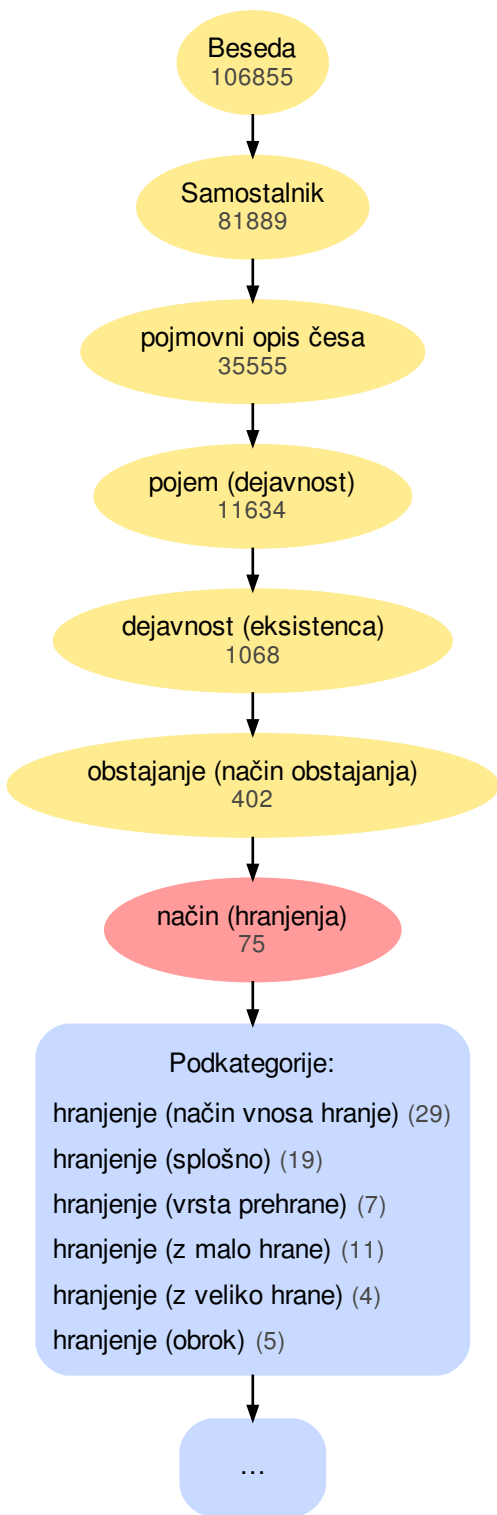 Beseda
106855
Samostalnik
81889
pojmovni opis česa
35555
pojem (dejavnost)
11634
dejavnost (eksistenca)
1068
obstajanje (način obstajanja)
402
način (hranjenja)
75
Podkategorije:
hranjenje (način vnosa hranje) (29)
hranjenje (splošno) (19)
hranjenje (vrsta prehrane) (7)
hranjenje (z malo hrane) (11)
hranjenje (z veliko hrane) (4)
hranjenje (obrok) (5)
...